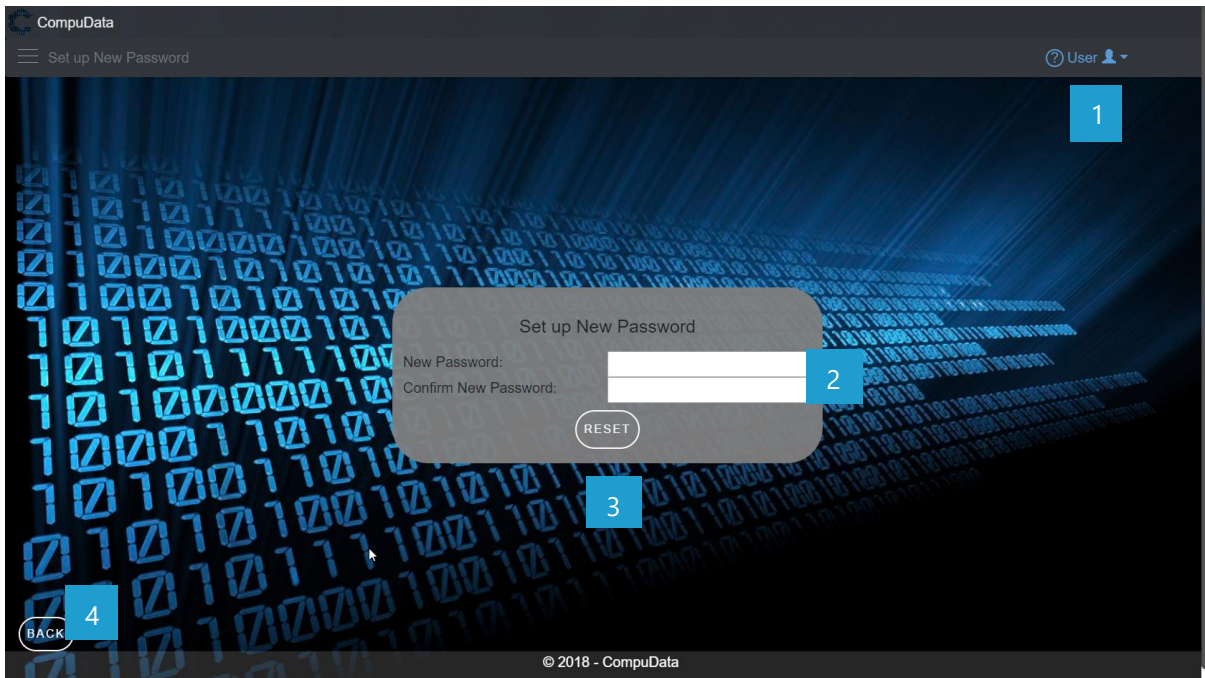 CompuData
Set up New Password
? User
1
Set up New Password
New Password:
Confirm New Password:
2
RESET
3
4
BACK
© 2018 - CompuData